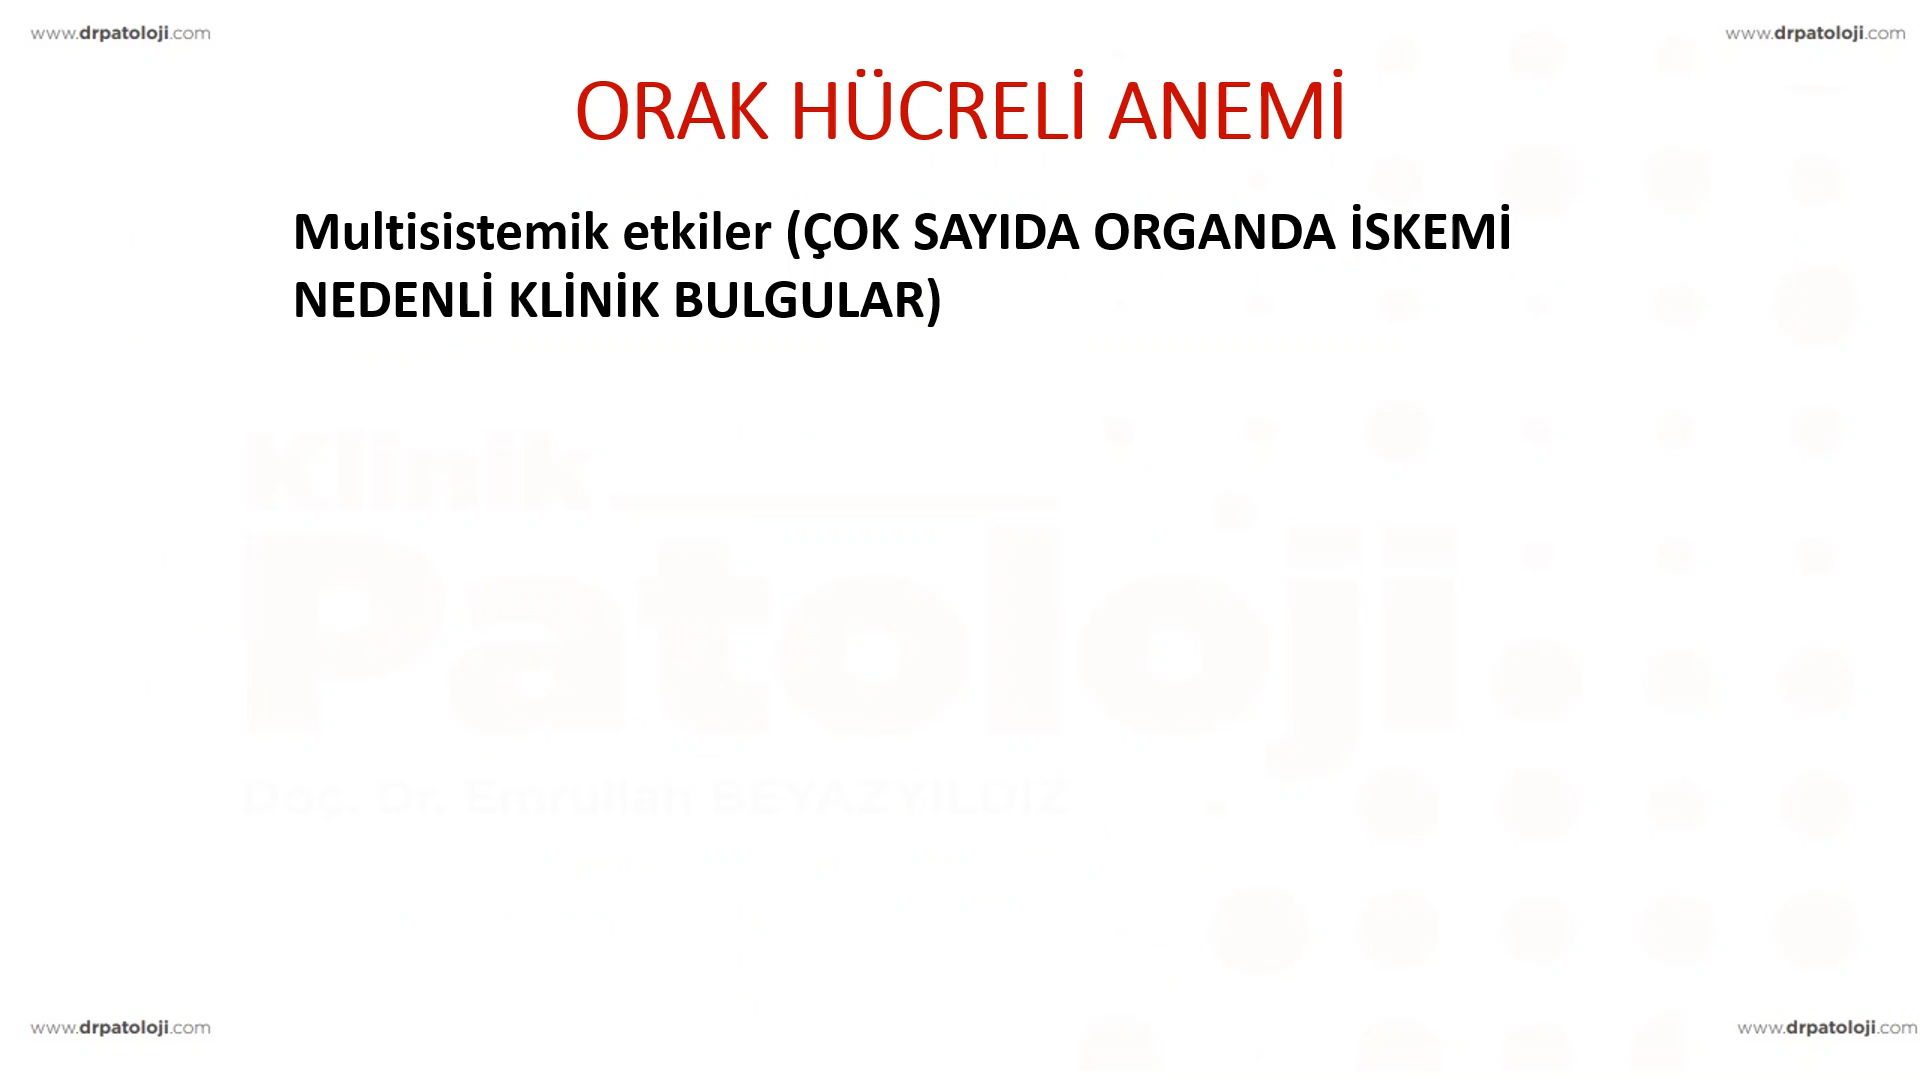 www.drpatoloji.com
www.drpatoloji.com
ORAK HÜCRELİ ANEMİ
Multisistemik etkiler (ÇOK SAYIDA ORGANDA İSKEMİ
NEDENLİ KLİNİK BULGULAR)
Klinik
Patoloji
Doç. Dr. Emrullah BEYAZYILDIZ
www.drpatoloji.com
www.drpatoloji.com